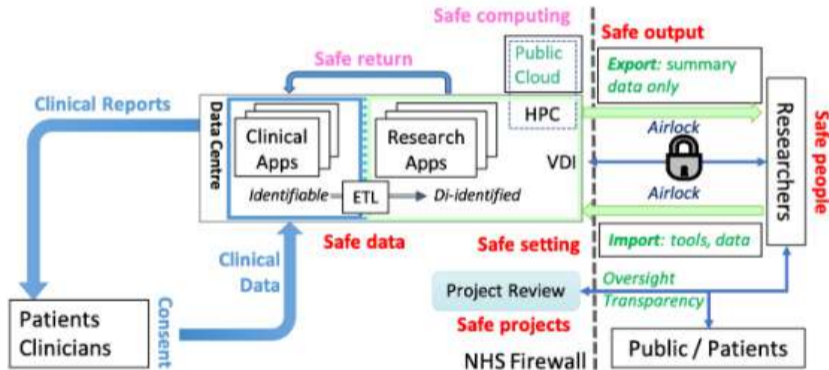 Safe computing
Safe output
Public
Cloud
Export: summary
data only
Safe return
Clinical Reports
Data Centre
Clinical
Apps
Research
Apps
HPC
VDI
Airlock
Airlock
Researchers
Safe people
Identifiable
ETL
Di-identified
Safe data
Safe setting
Import: tools, data
Clinical
Data
Project Review
Oversight
Transparency
Safe projects
Patients
Clinicians
Consent
NHS Firewall
Public / Patients